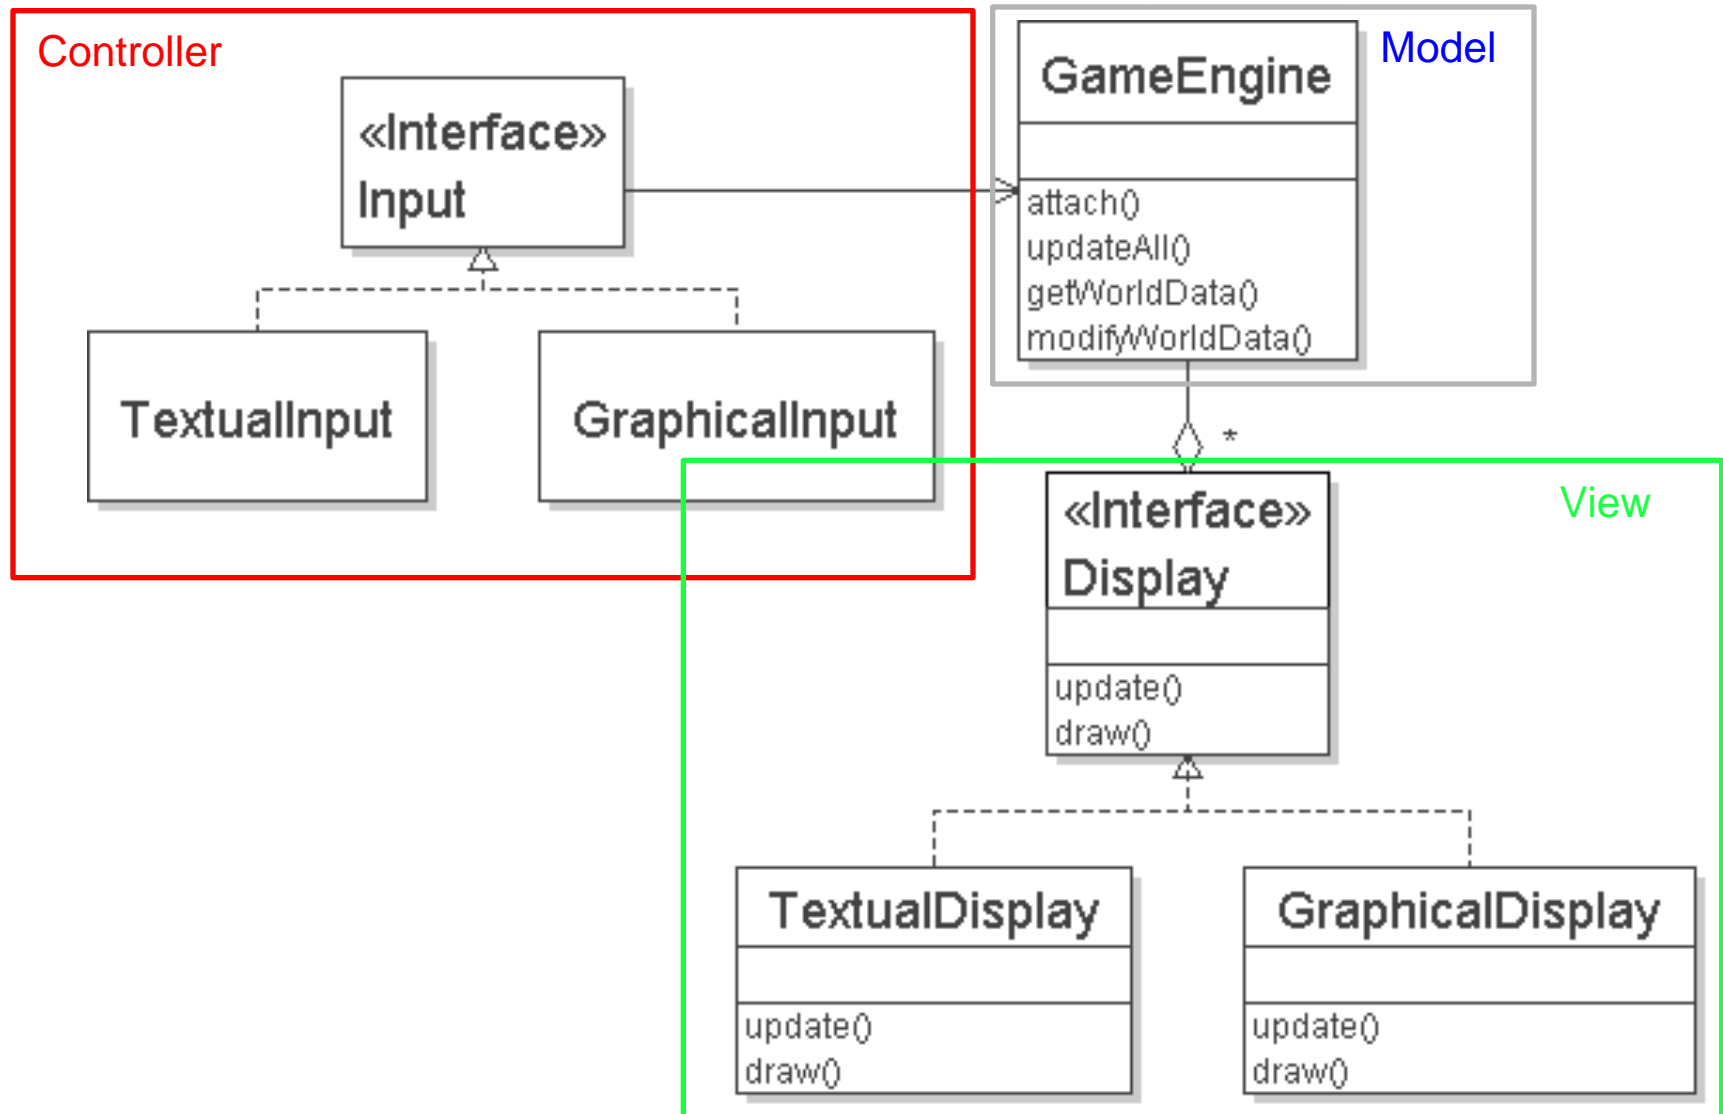 Controller
«Interface»
Input
TextualInput
GraphicalInput
Model
GameEngine
attach()
updateAll()
getWorldData()
modifyWorldData()
*
View
«Interface»
Display
update()
draw()
TextualDisplay
update()
draw()
GraphicalDisplay
update()
draw()